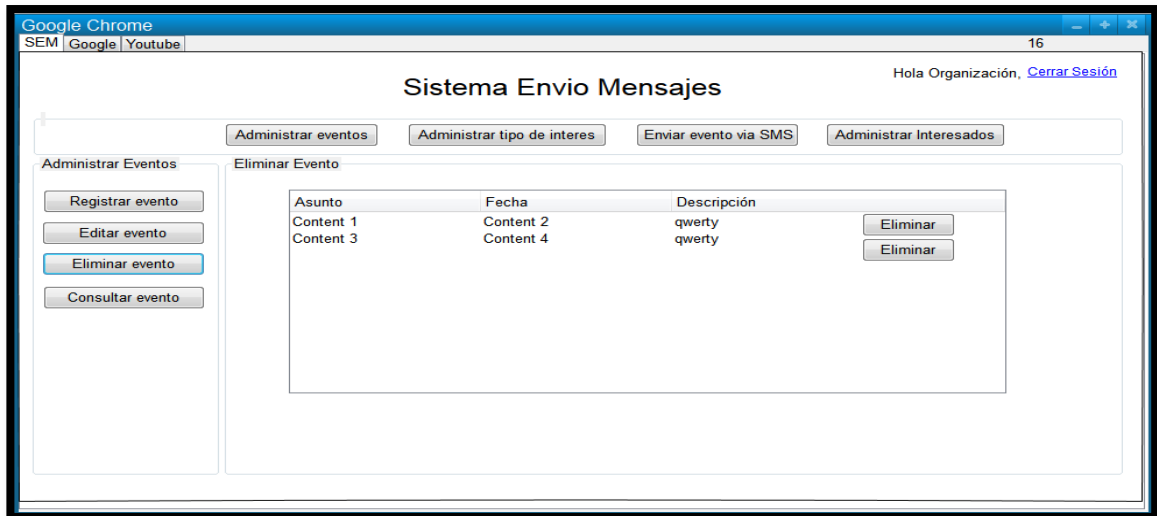 Google Chrome
SEM Google Youtube 16
Hola Organización, Cerrar Sesión
Sistema Envio Mensajes
Administrar eventos Administrar tipo de interes Enviar evento via SMS Administrar Interesados
Administrar Eventos Eliminar Evento
Registrar evento
Editar evento
Eliminar evento
Consultar evento
Asunto Fecha Descripción
Content 1 Content 2 qwerty Eliminar
Content 3 Content 4 qwerty Eliminar